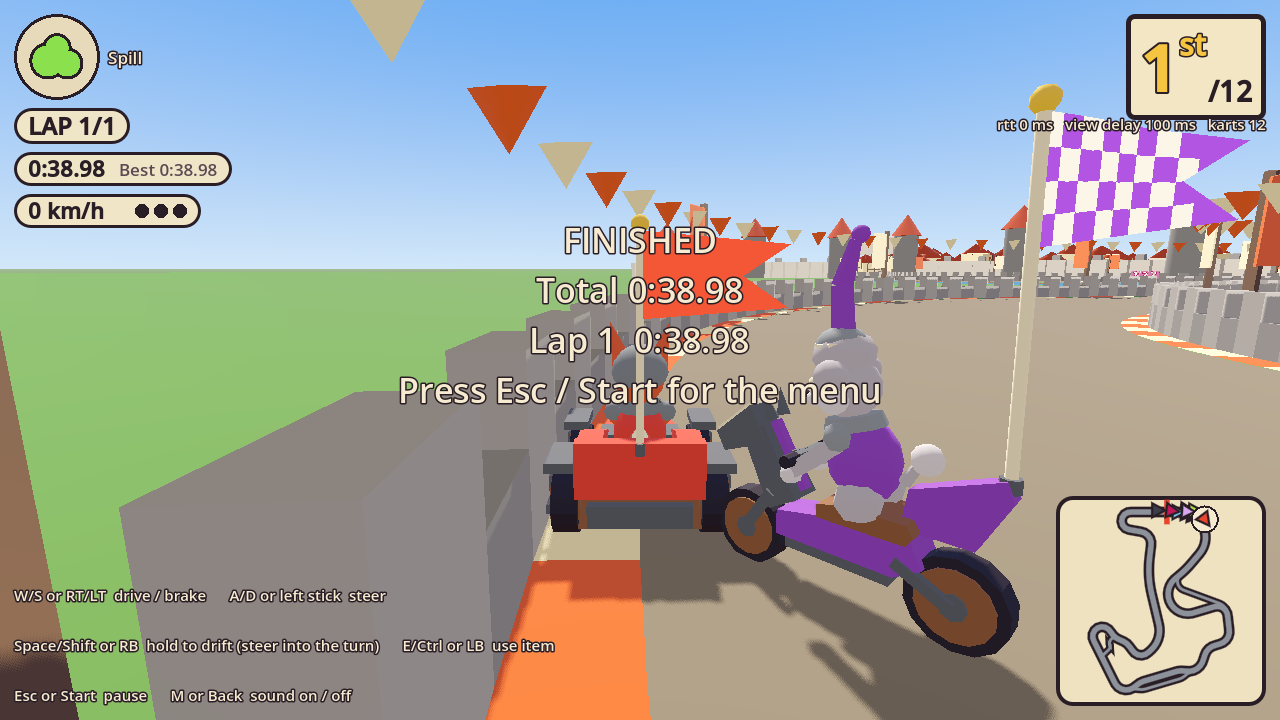 Spill
1st
/12
rtt 0 ms view delay 100 ms karts 12
LAP 1/1
0:38.98 Best 0:38.98
0 km/h
FINISHED
Total 0:38.98
Lap 1 0:38.98
Press Esc / Start for the menu
W/S or RT/LT drive / brake A/D or left stick steer
Space/Shift or RB hold to drift (steer into the turn) E/Ctrl or LB use item
Esc or Start pause M or Back sound on / off